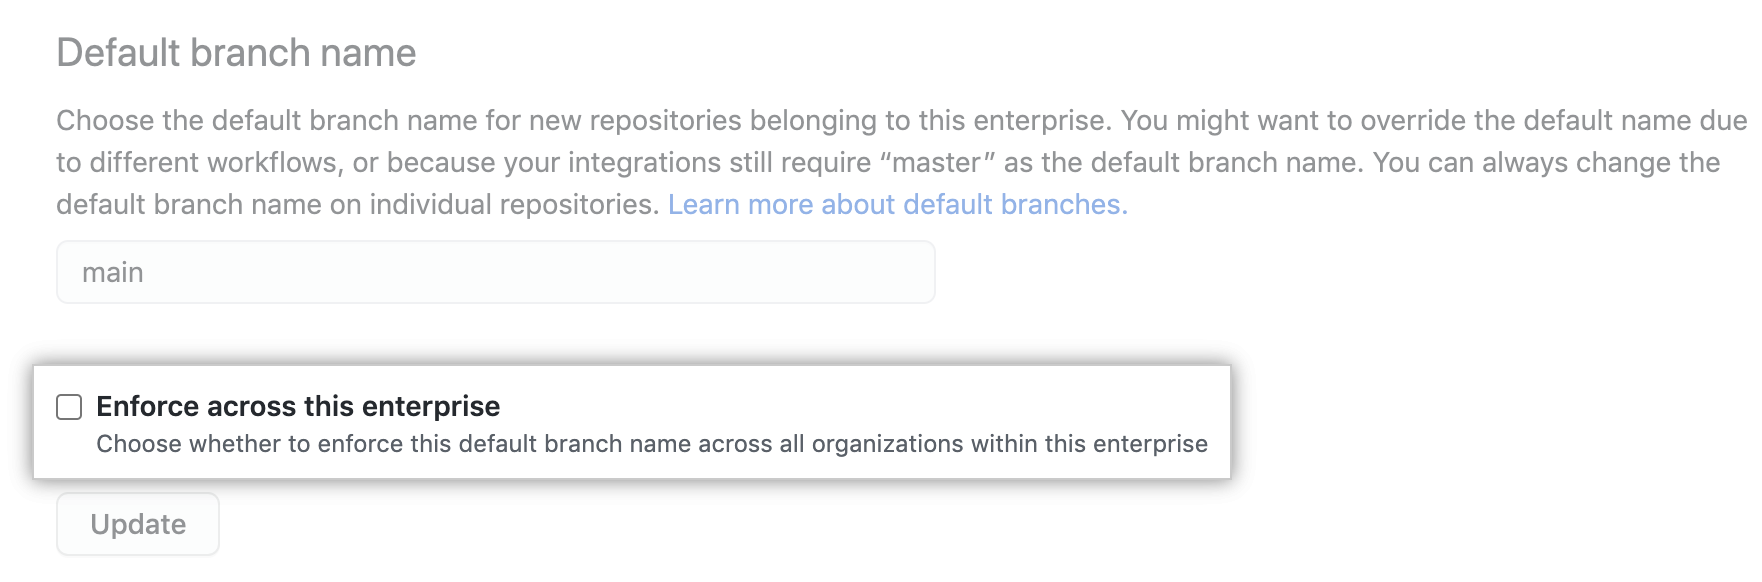 Default branch name
Choose the default branch name for new repositories belonging to this enterprise. You might want to override the default name due
to different workflows, or because your integrations still require “master” as the default branch name. You can always change the
default branch name on individual repositories. Learn more about default branches.
main
Enforce across this enterprise
Choose whether to enforce this default branch name across all organizations within this enterprise
Update